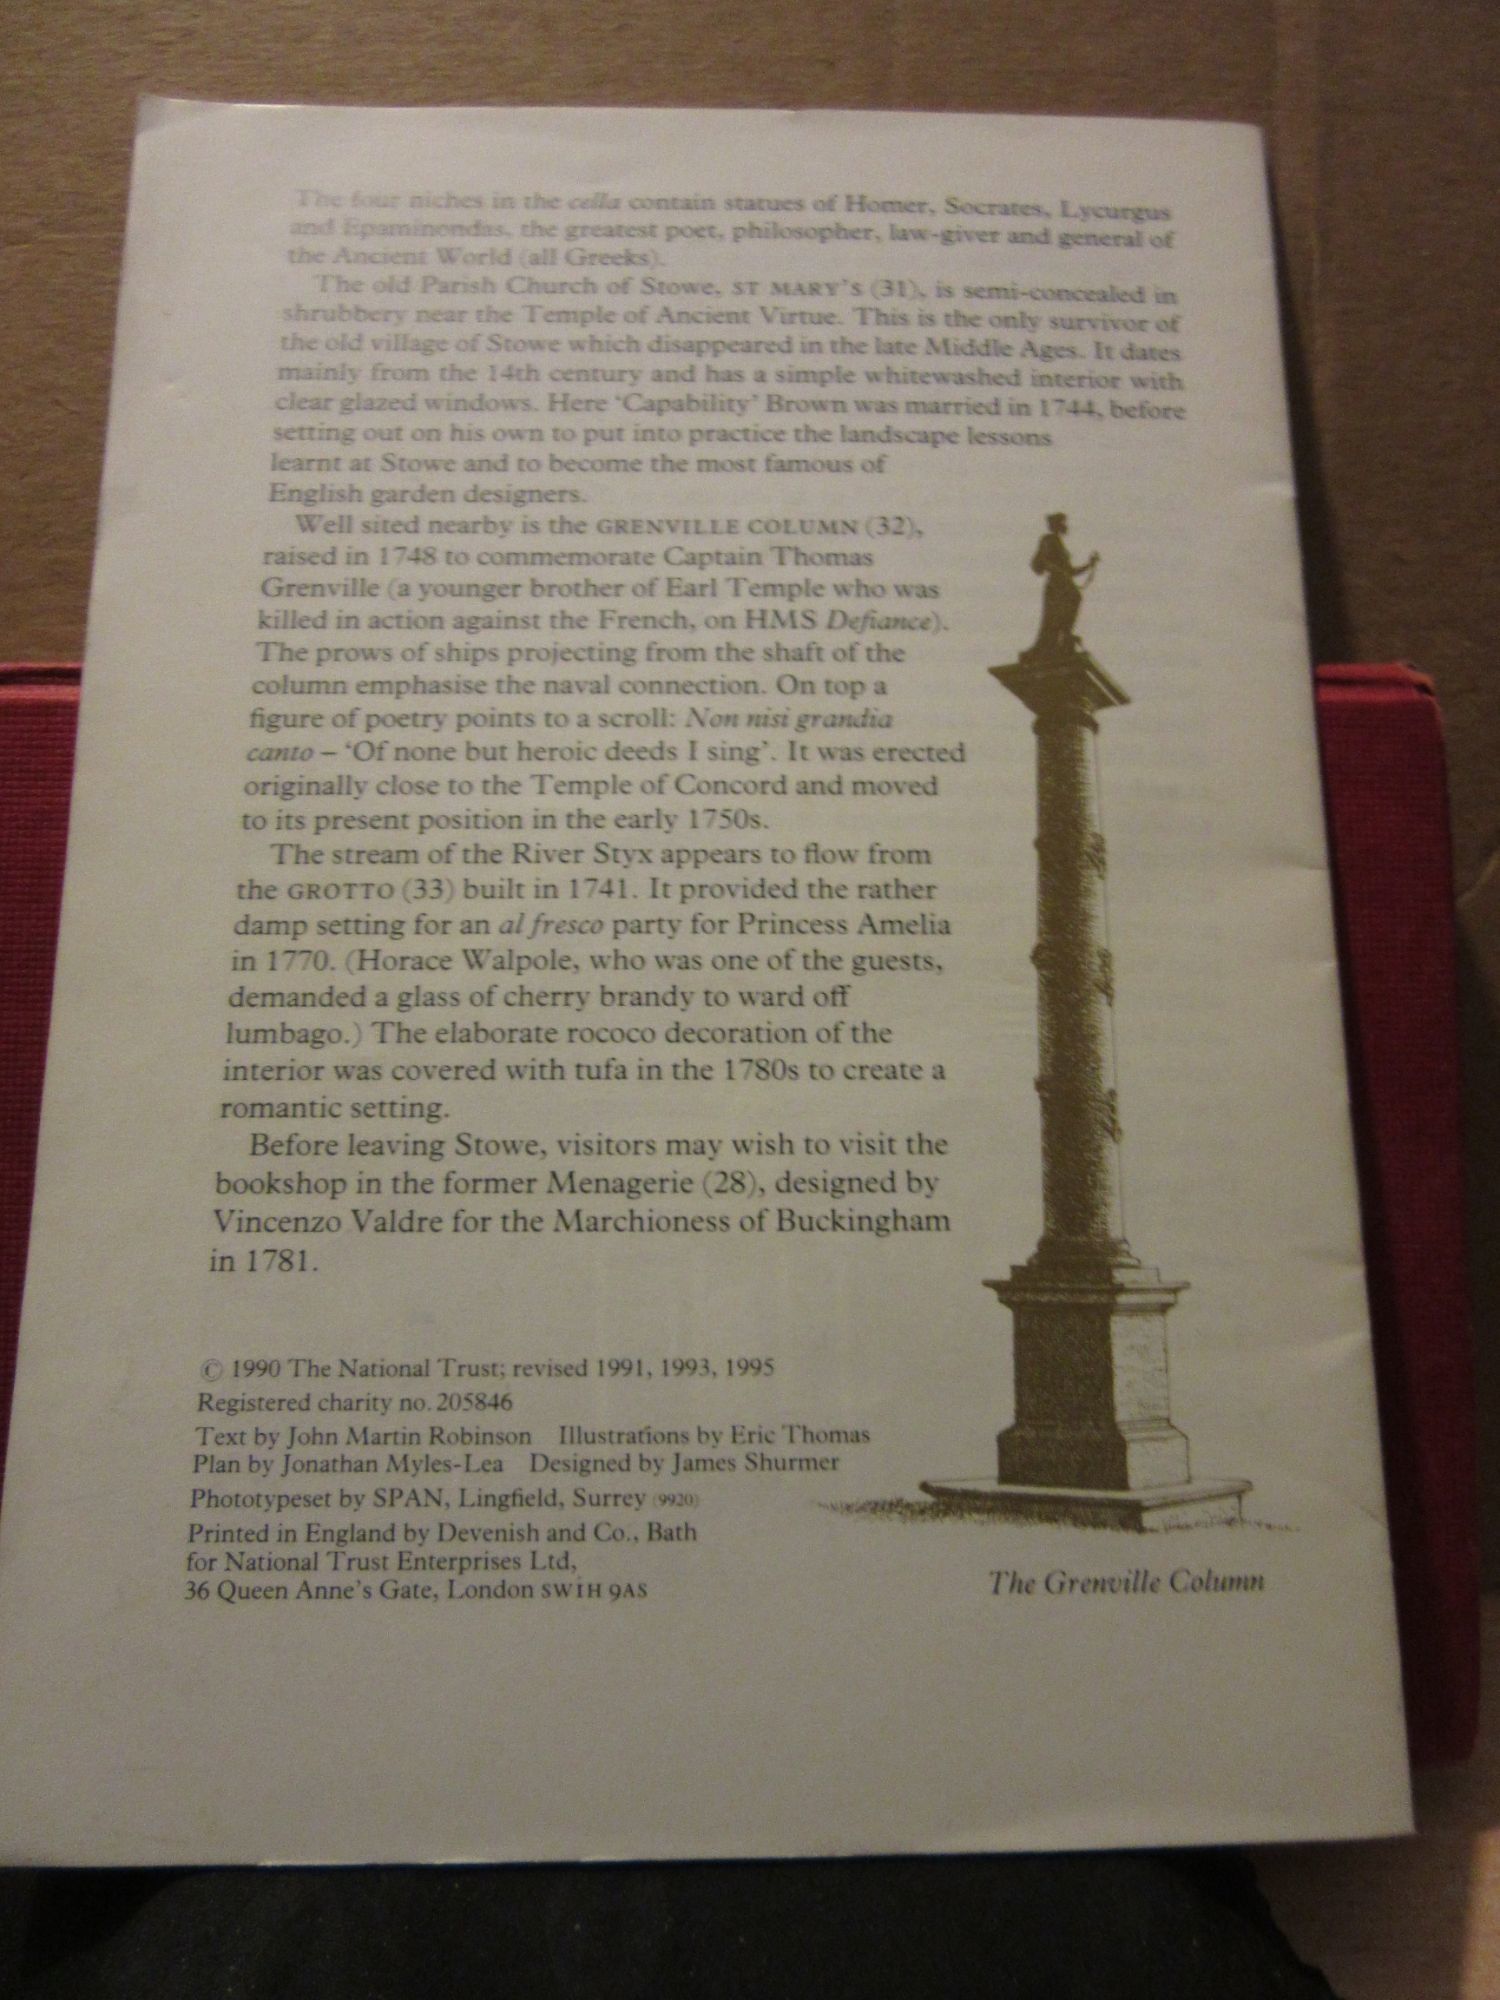 The four niches in the cella contain statues of Homer, Socrates, Lycurgus
and Epaminondas, the greatest poet, philosopher, law-giver and general of
the Ancient World (all Greeks).
The old Parish Church of Stowe, ST MARY'S (31), is semi-concealed in
shrubbery near the Temple of Ancient Virtue. This is the only survivor of
the old village of Stowe which disappeared in the late Middle Ages. It dates
mainly from the 14th century and has a simple whitewashed interior with
clear glazed windows. Here 'Capability' Brown was married in 1744, before
setting out on his own to put into practice the landscape lessons
learnt at Stowe and to become the most famous of
English garden designers.
Well sited nearby is the GRENVILLE COLUMN (32),
raised in 1748 to commemorate Captain Thomas
Grenville (a younger brother of Earl Temple who was
killed in action against the French, on HMS Defiance).
The prows of ships projecting from the shaft of the
column emphasise the naval connection. On top a
figure of poetry points to a scroll: Non nisi grandia
canto – 'Of none but heroic deeds I sing'. It was erected
originally close to the Temple of Concord and moved
to its present position in the early 1750s.
The stream of the River Styx appears to flow from
the GROTTO (33) built in 1741. It provided the rather
damp setting for an al fresco party for Princess Amelia
in 1770. (Horace Walpole, who was one of the guests,
demanded a glass of cherry brandy to ward off
lumbago.) The elaborate rococo decoration of the
interior was covered with tufa in the 1780s to create a
romantic setting.
Before leaving Stowe, visitors may wish to visit the
bookshop in the former Menagerie (28), designed by
Vincenzo Valdre for the Marchioness of Buckingham
in 1781.
© 1990 The National Trust; revised 1991, 1993, 1995
Registered charity no. 205846
Text by John Martin Robinson Illustrations by Eric Thomas
Plan by Jonathan Myles-Lea Designed by James Shurmer
Phototypeset by SPAN, Lingfield, Surrey (9920)
Printed in England by Devenish and Co., Bath
for National Trust Enterprises Ltd,
36 Queen Anne's Gate, London SW1H 9AS
The Grenville Column